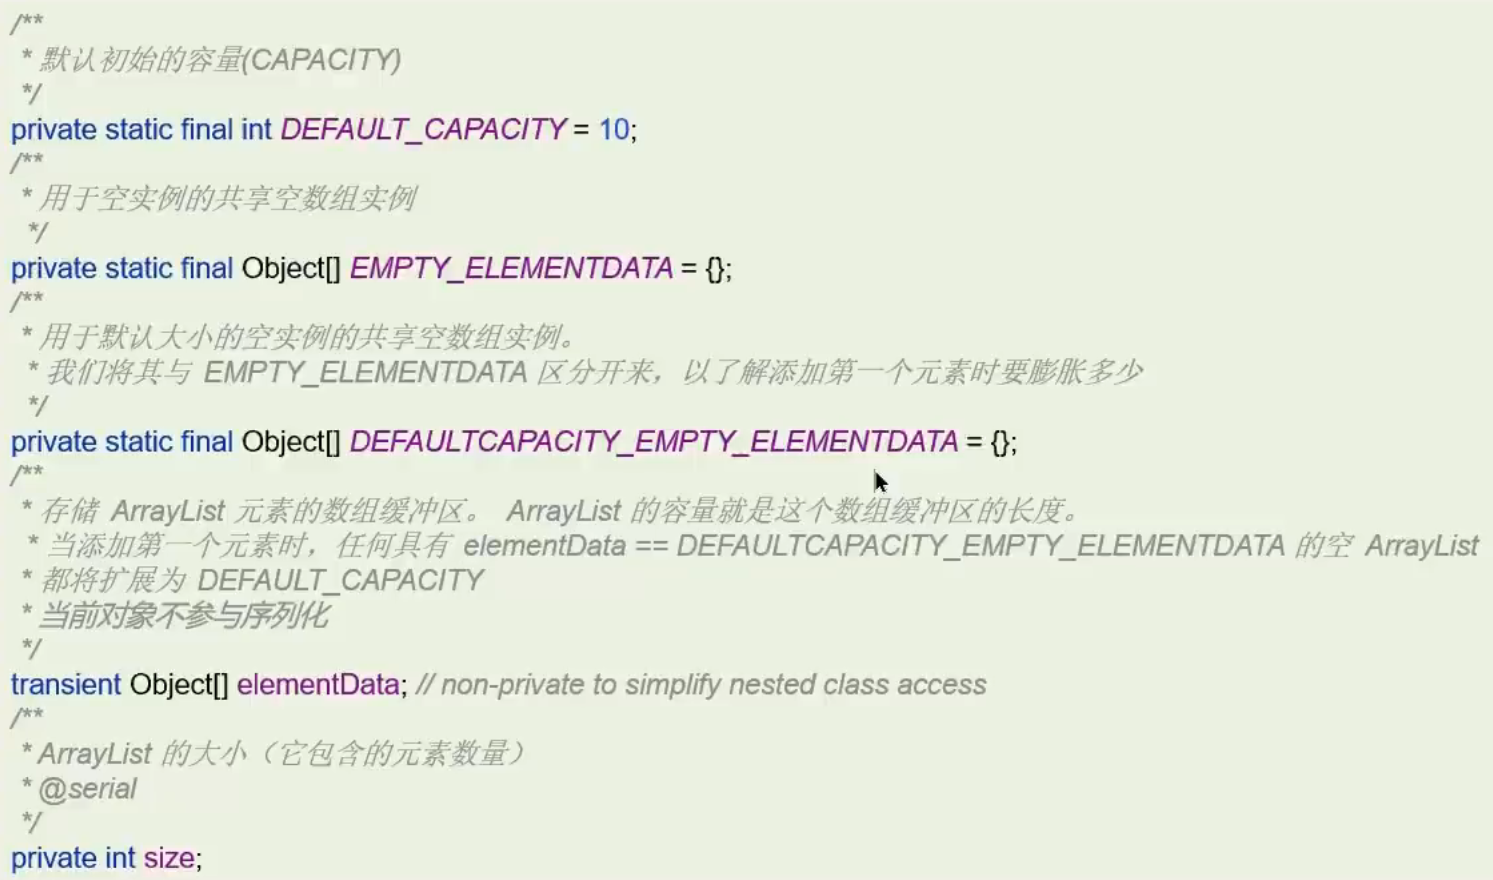 /**
* 默认初始的容量(CAPACITY)
*/
private static final int DEFAULT_CAPACITY = 10;
/**
* 用于空实例的共享空数组实例
*/
private static final Object[] EMPTY_ELEMENTDATA = {};
/**
* 用于默认大小的空实例的共享空数组实例。
* 我们将其与 EMPTY_ELEMENTDATA 区分开来，以了解添加第一个元素时要膨胀多少
*/
private static final Object[] DEFAULTCAPACITY_EMPTY_ELEMENTDATA = {};
/**
* 存储 ArrayList 元素的数组缓冲区。 ArrayList 的容量就是这个数组缓冲区的长度。
* 当添加第一个元素时，任何具有 elementData == DEFAULTCAPACITY_EMPTY_ELEMENTDATA 的空 ArrayList
* 都将扩展为 DEFAULT_CAPACITY
* 当前对象不参与序列化
*/
transient Object[] elementData; // non-private to simplify nested class access
/**
* ArrayList 的大小（它包含的元素数量）
* @serial
*/
private int size;